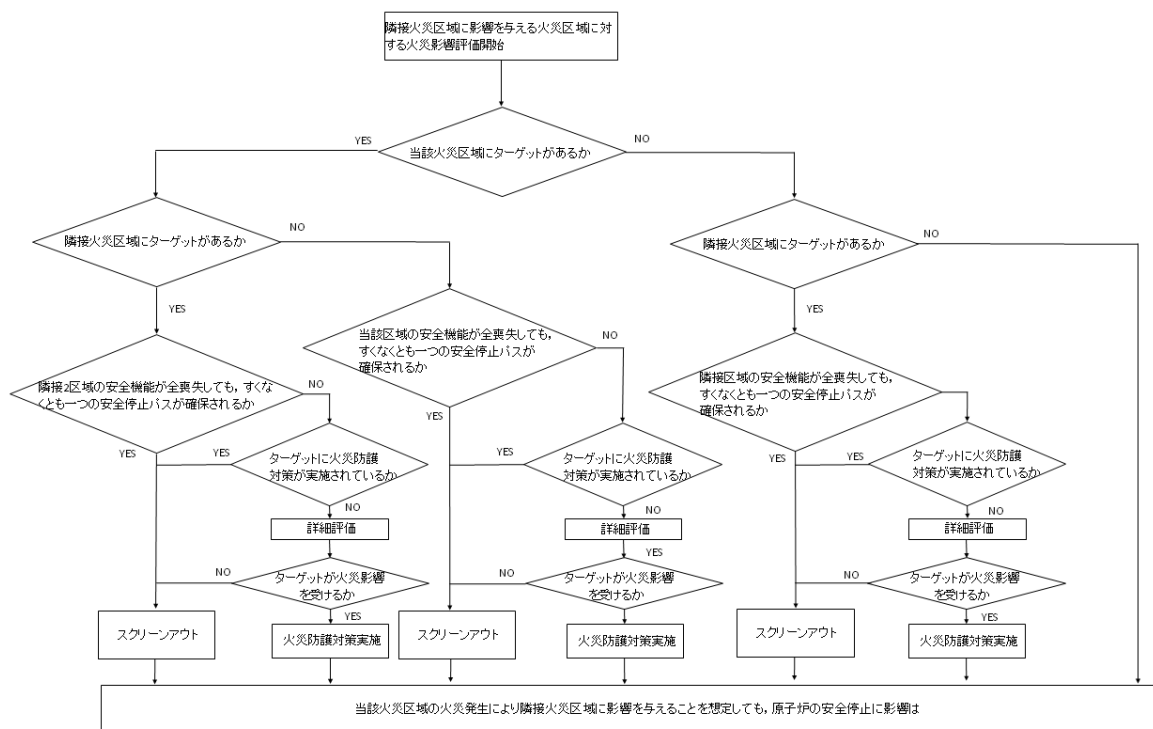 隣接火災区域に影響を与える火災区域に対
する火災影響評価開始
YES
NO
当該火災区域にターゲットがあるか
隣接火災区域にターゲットがあるか
NO
隣接火災区域にターゲットがあるか
NO
YES
YES
当該区域の安全機能が全喪失しても，
すくなくとも一つの安全停止パスが
確保されるか
NO
隣接区域の安全機能が全喪失しても，
すくなくとも一つの安全停止パスが
確保されるか
NO
隣接2区域の安全機能が全喪失しても，すくな
くとも一つの安全停止パスが確保されるか
NO
YES
YES
YES
YES
ターゲットに火災防護
対策が実施されているか
YES
ターゲットに火災防護
対策が実施されているか
YES
ターゲットに火災防護
対策が実施されているか
NO
NO
NO
詳細評価
詳細評価
詳細評価
YES
NO
ターゲットが火災影響
を受けるか
NO
ターゲットが火災影響
を受けるか
NO
ターゲットが火災影響
を受けるか
YES
YES
スクリーンアウト
火災防護対策実施
スクリーンアウト
火災防護対策実施
スクリーンアウト
火災防護対策実施
当該火災区域の火災発生により隣接火災区域に影響を与えることを想定しても，原子炉の安全停止に影響は